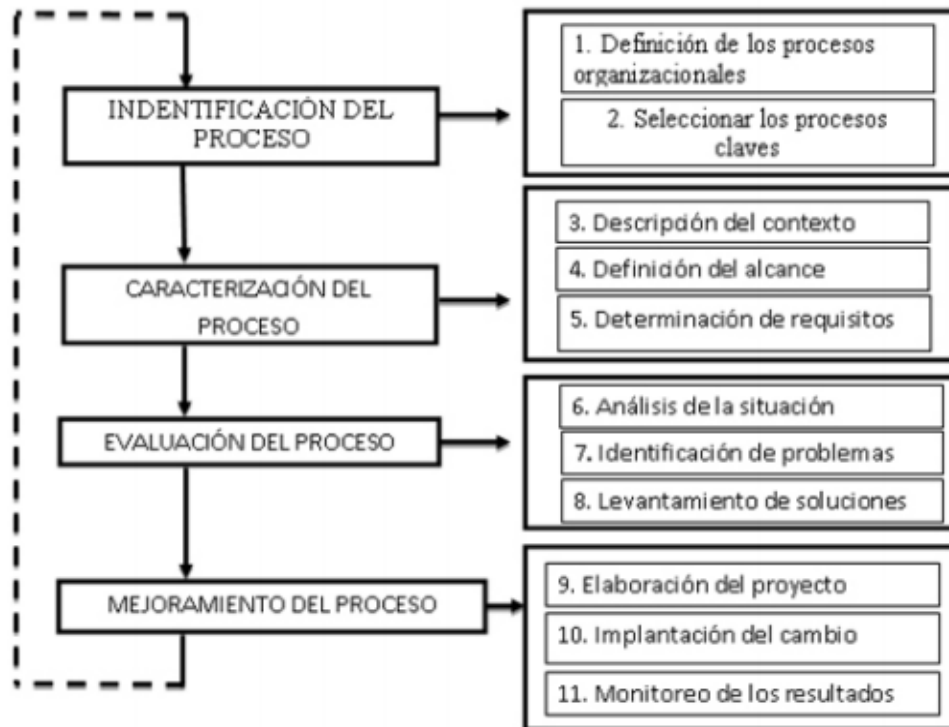 INDENTIFICACIÓN DEL
PROCESO
1. Definición de los procesos
organizacionales
2. Seleccionar los procesos
claves
CARACTERIZACIÓN DEL
PROCESO
3. Descripción del contexto
4. Definición del alcance
5. Determinación de requisitos
EVALUACIÓN DEL PROCESO
6. Análisis de la situación
7. Identificación de problemas
8. Levantamiento de soluciones
MEJORAMIENTO DEL PROCESO
9. Elaboración del proyecto
10. Implantación del cambio
11. Monitoreo de los resultados